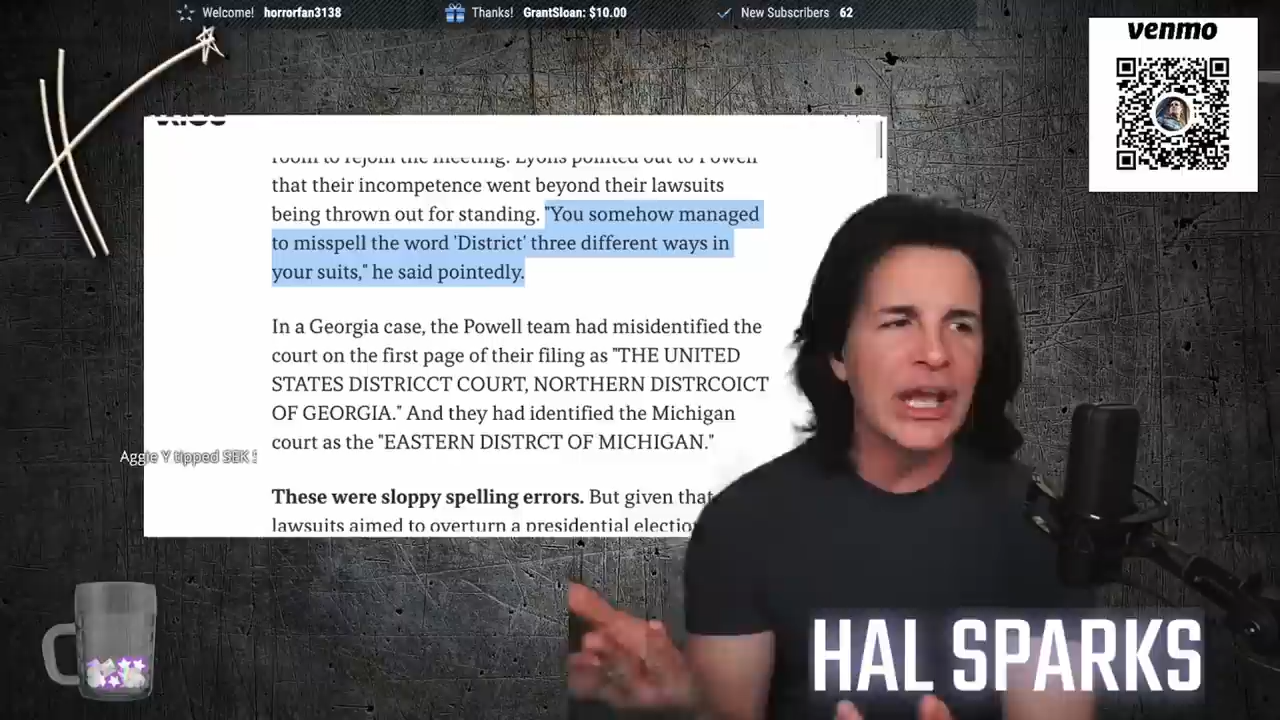 Welcome! horrorfan3138
Thanks! GrantSloan: $10.00
New Subscribers 62
venmo
room to rejoin the meeting. Lyons pointed out to Powell
that their incompetence went beyond their lawsuits
being thrown out for standing. "You somehow managed
to misspell the word 'District' three different ways in
your suits," he said pointedly.
In a Georgia case, the Powell team had misidentified the
court on the first page of their filing as "THE UNITED
STATES DISTRICCT COURT, NORTHERN DISTRCOICT
OF GEORGIA." And they had identified the Michigan
court as the "EASTERN DISTRCT OF MICHIGAN."
Aggie Y tipped SEK
These were sloppy spelling errors. But given that
lawsuits aimed to overturn a presidential election
HAL SPARKS